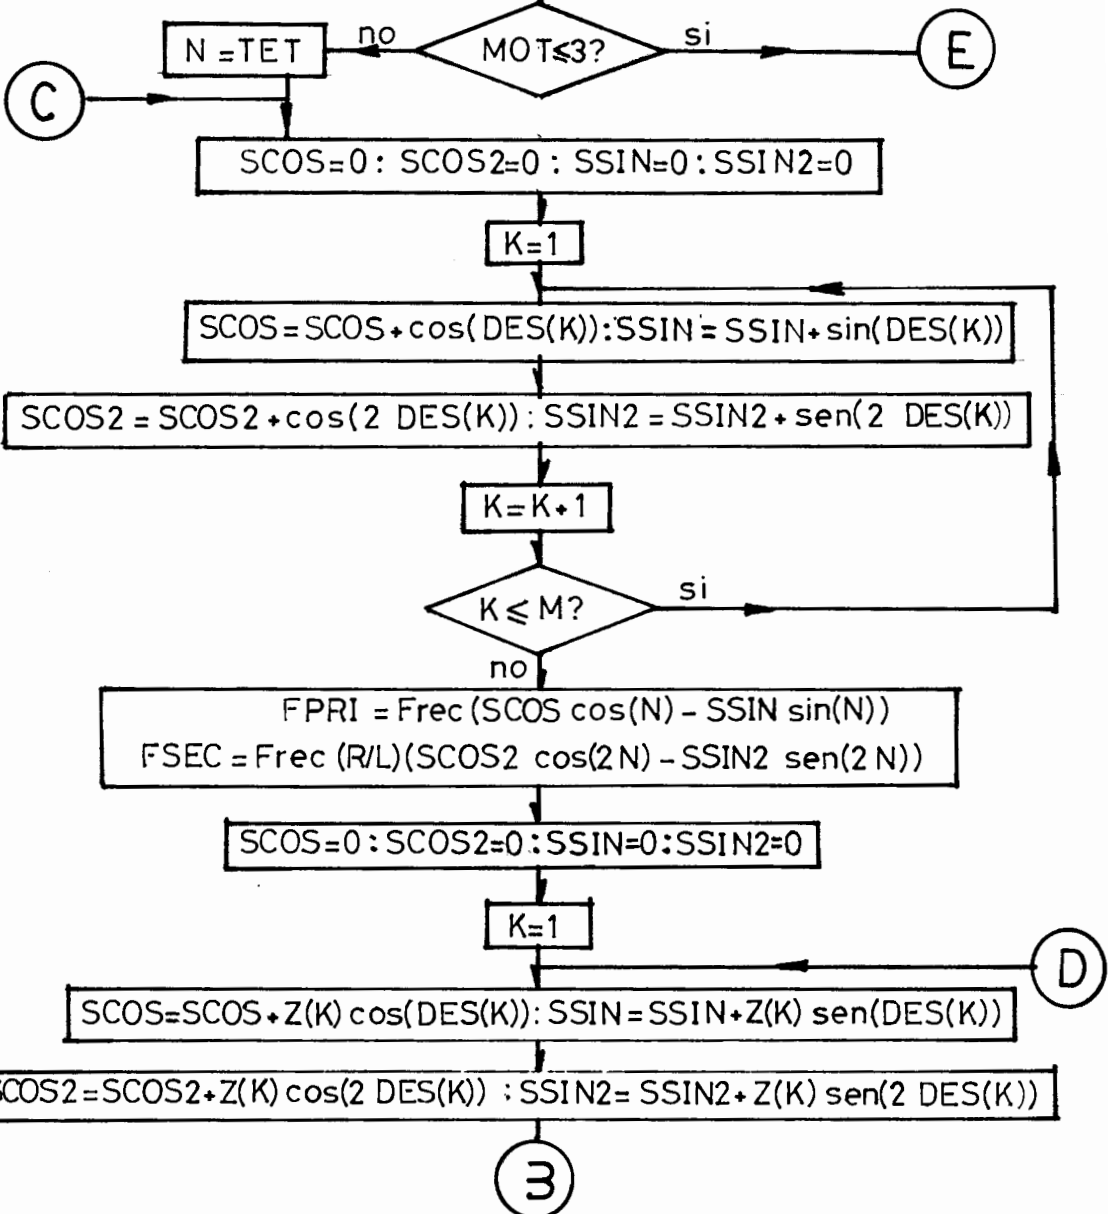 no
si
N =TET
MOT≤3?
E
C
SCOS=0: SCOS2=0: SSIN=0:SSIN2=0
K=1
SCOS=SCOS+cos(DES(K)):SSIN=SSIN+sin(DES(K))
SCOS2=SCOS2+cos(2 DES(K)):SSIN2=SSIN2+sen(2 DES(K))
K=K+1
si
K≤M?
no
FPRI=Frec(SCOS cos(N)-SSIN sin(N))
FSEC=Frec(R/L)(SCOS2 cos(2N)-SSIN2 sen(2N))
SCOS=0:SCOS2=0:SSIN=0:SSIN2=0
K=1
D
SCOS=SCOS+Z(K)cos(DES(K)):SSIN=SSIN+Z(K)sen(DES(K))
SCOS2=SCOS2+Z(K)cos(2 DES(K)) :SSIN2=SSIN2+Z(K)sen(2 DES(K))
3